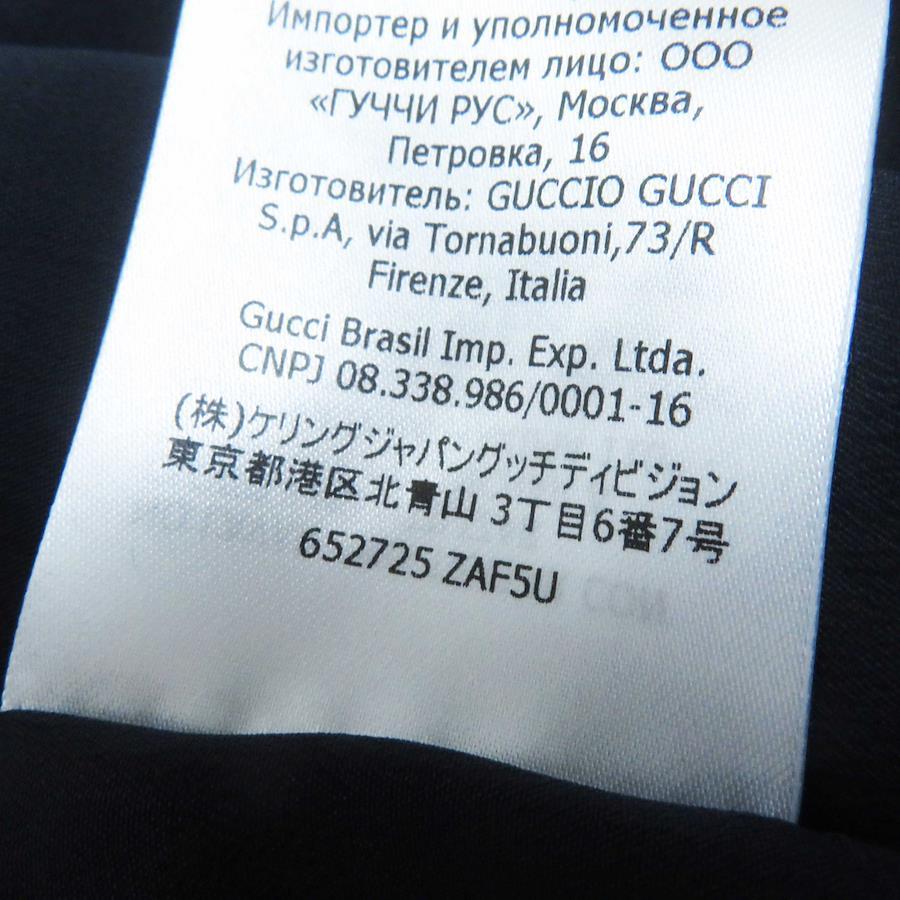 Импортер и уполномоченное
изготовителем лицо: ООО
«ГУЧЧИ РУС», Москва,
Петровка, 16
Изготовитель: GUCCIO GUCCI
S.p.A, via Tornabuoni,73/R
Firenze, Italia
Gucci Brasil Imp. Exp. Ltda.
CNPJ 08.338.986/0001-16
(株)ケリングジャパングッチディビジョン
東京都港区北青山 3丁目6番7号
652725 ZAF5U